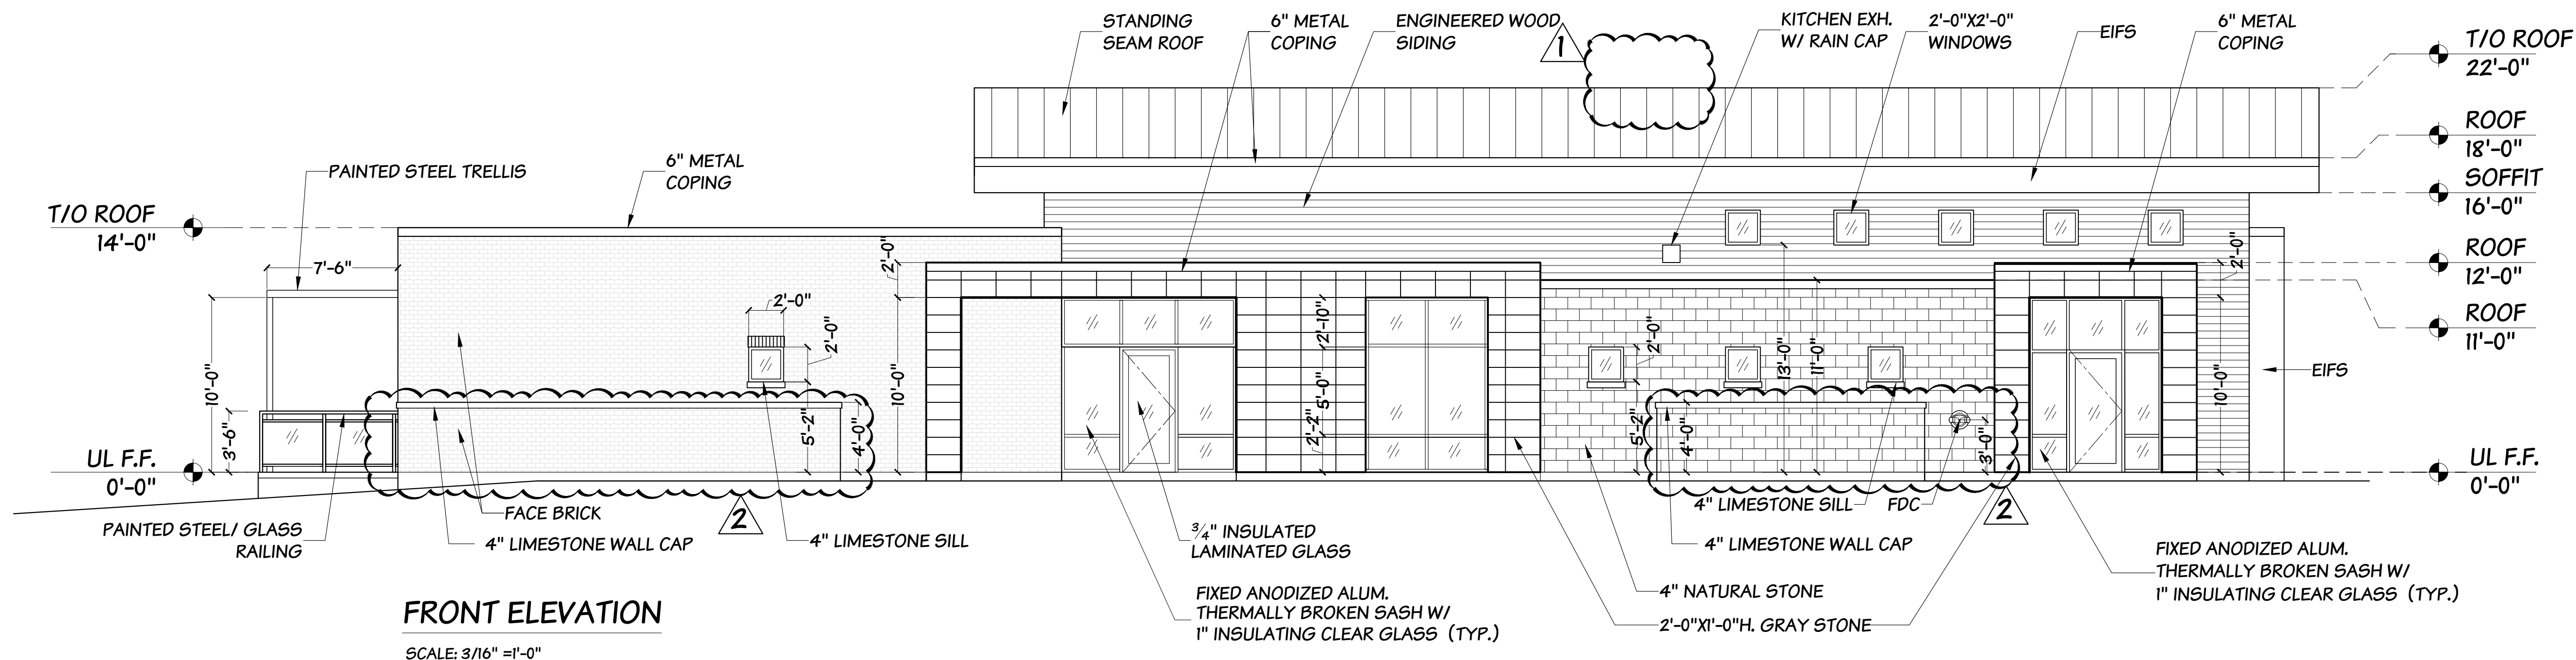 STANDING
SEAM ROOF
6" METAL
COPING
ENGINEERED WOOD
SIDING
1
KITCHEN EXH.
W/ RAIN CAP
2'-0"X2'-0"
WINDOWS
EIFS
6" METAL
COPING
T/O ROOF
22'-0"
ROOF
18'-0"
SOFFIT
16'-0"
ROOF
12'-0"
ROOF
11'-0"
EIFS
UL F.F.
0'-0"
PAINTED STEEL TRELLIS
6" METAL
COPING
T/O ROOF
14'-0"
7'-6"
10'-0"
3'-6"
UL F.F.
0'-0"
2'-0"
2'-0"
5'-2"
4'-0"
2'-0"
10'-0"
2'-10"
5'-0"
2'-2"
2'-0"
5'-2"
4'-0"
13'-0"
11'-0"
3'-0"
2'-0"
10'-0"
PAINTED STEEL/ GLASS
RAILING
FACE BRICK
4" LIMESTONE WALL CAP
2
4" LIMESTONE SILL
3/4" INSULATED
LAMINATED GLASS
FIXED ANODIZED ALUM.
THERMALLY BROKEN SASH W/
1" INSULATING CLEAR GLASS (TYP.)
4" LIMESTONE SILL
FDC
2
4" LIMESTONE WALL CAP
4" NATURAL STONE
2'-0"X1'-0"H. GRAY STONE
FIXED ANODIZED ALUM.
THERMALLY BROKEN SASH W/
1" INSULATING CLEAR GLASS (TYP.)
FRONT ELEVATION
SCALE: 3/16" =1'-0"